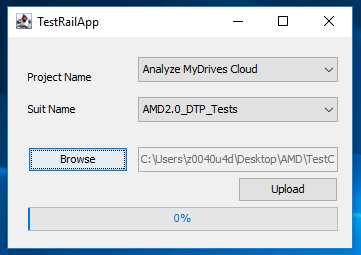 TestRailApp
Project Name
Analyze MyDrives Cloud
Suit Name
AMD2.0_DTP_Tests
Browse
C:\Users\z0040u4d\Desktop\AMD\TestC
Upload
0%